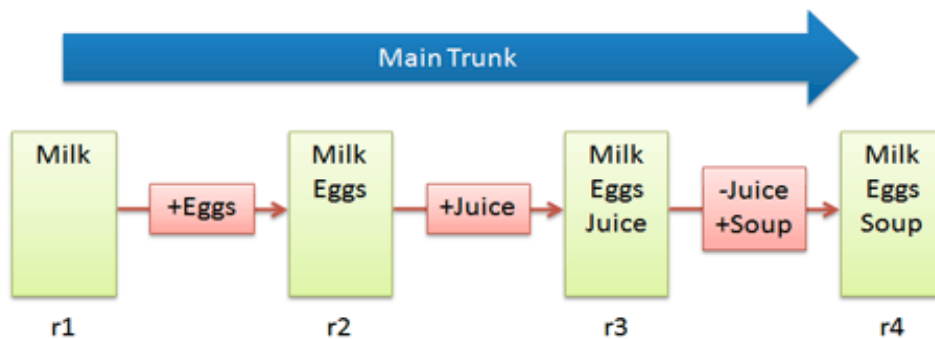 Main Trunk
Milk
+Eggs
Milk
Eggs
+Juice
Milk
Eggs
Juice
-Juice
+Soup
Milk
Eggs
Soup
r1
r2
r3
r4